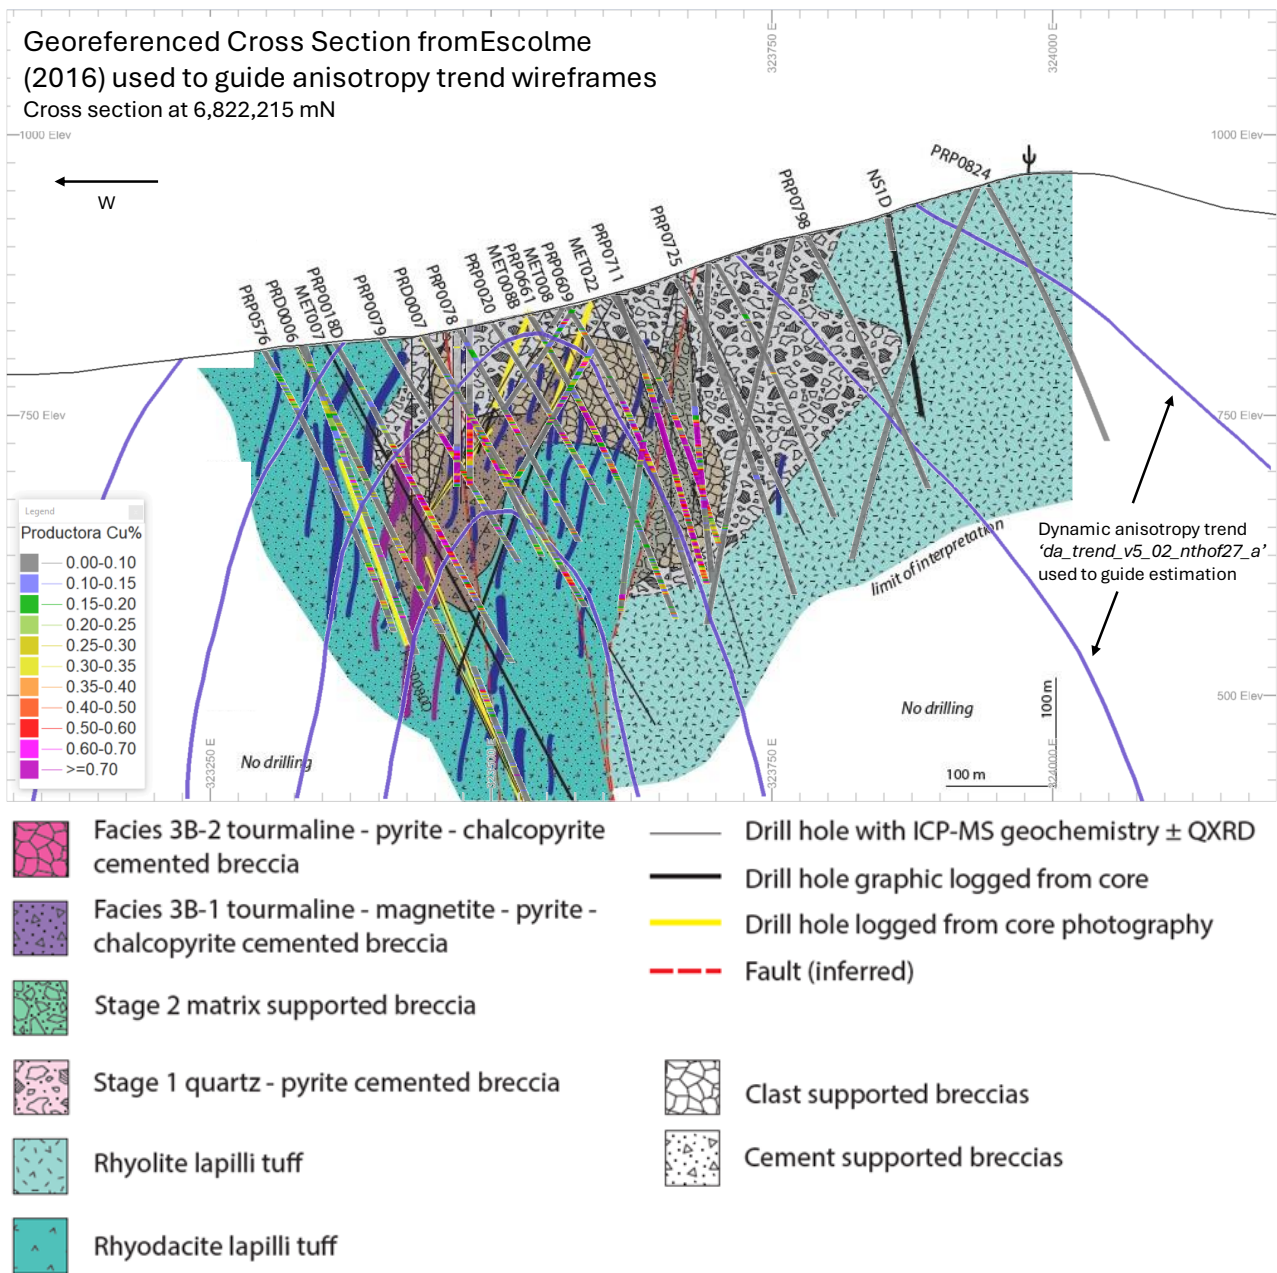 Georeferenced Cross Section fromEscolme
(2016) used to guide anisotropy trend wireframes
Cross section at 6,822,215 mN
323750 E
324000 E
1000 Elev
1000 Elev
W
PRP0824
NS1D
PRP0798
PRP0725
PRP0711
MET022
PRP0609
MET008
PRP0661
MET008B
PRP0020
PRP0078
PRD0007
PRP0079
PRP0018D
MET007
PRD0006
PRP0576
750 Elev
750 Elev
Legend
Productora Cu%
0.00-0.10
0.10-0.15
0.15-0.20
0.20-0.25
0.25-0.30
0.30-0.35
0.35-0.40
0.40-0.50
0.50-0.60
0.60-0.70
>=0.70
limit of interpretation
Dynamic anisotropy trend
‘da_trend_v5_02_nthof27_a’
used to guide estimation
500 Elev
No drilling
No drilling
100 m
100 m
323250 E
323750 E
324000 E
Facies 3B-2 tourmaline - pyrite - chalcopyrite
cemented breccia
Facies 3B-1 tourmaline - magnetite - pyrite -
chalcopyrite cemented breccia
Stage 2 matrix supported breccia
Stage 1 quartz - pyrite cemented breccia
Rhyolite lapilli tuff
Rhyodacite lapilli tuff
Drill hole with ICP-MS geochemistry ± QXRD
Drill hole graphic logged from core
Drill hole logged from core photography
Fault (inferred)
Clast supported breccias
Cement supported breccias